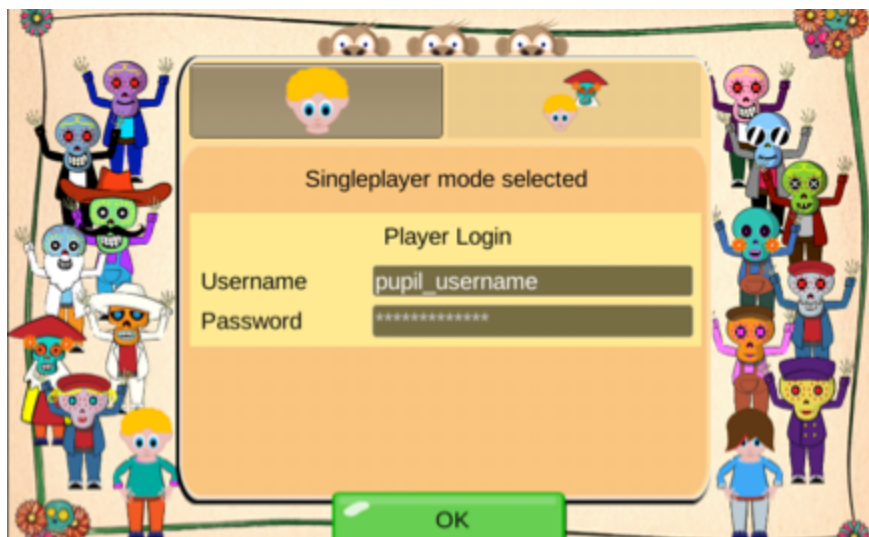 Singleplayer mode selected
Player Login
Username pupil_username
Password *************
OK